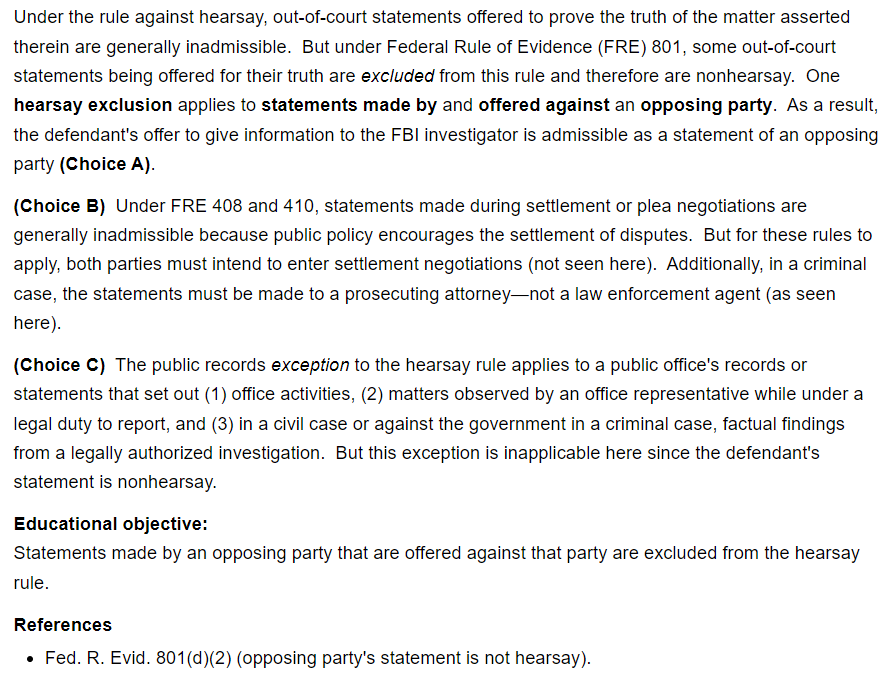 Under the rule against hearsay, out-of-court statements offered to prove the truth of the matter asserted
therein are generally inadmissible.  But under Federal Rule of Evidence (FRE) 801, some out-of-court
statements being offered for their truth are excluded from this rule and therefore are nonhearsay.  One
hearsay exclusion applies to statements made by and offered against an opposing party.  As a result,
the defendant's offer to give information to the FBI investigator is admissible as a statement of an opposing
party (Choice A).
(Choice B)  Under FRE 408 and 410, statements made during settlement or plea negotiations are
generally inadmissible because public policy encourages the settlement of disputes.  But for these rules to
apply, both parties must intend to enter settlement negotiations (not seen here).  Additionally, in a criminal
case, the statements must be made to a prosecuting attorney—not a law enforcement agent (as seen
here).
(Choice C)  The public records exception to the hearsay rule applies to a public office's records or
statements that set out (1) office activities, (2) matters observed by an office representative while under a
legal duty to report, and (3) in a civil case or against the government in a criminal case, factual findings
from a legally authorized investigation.  But this exception is inapplicable here since the defendant's
statement is nonhearsay.
Educational objective:
Statements made by an opposing party that are offered against that party are excluded from the hearsay
rule.
References
• Fed. R. Evid. 801(d)(2) (opposing party's statement is not hearsay).